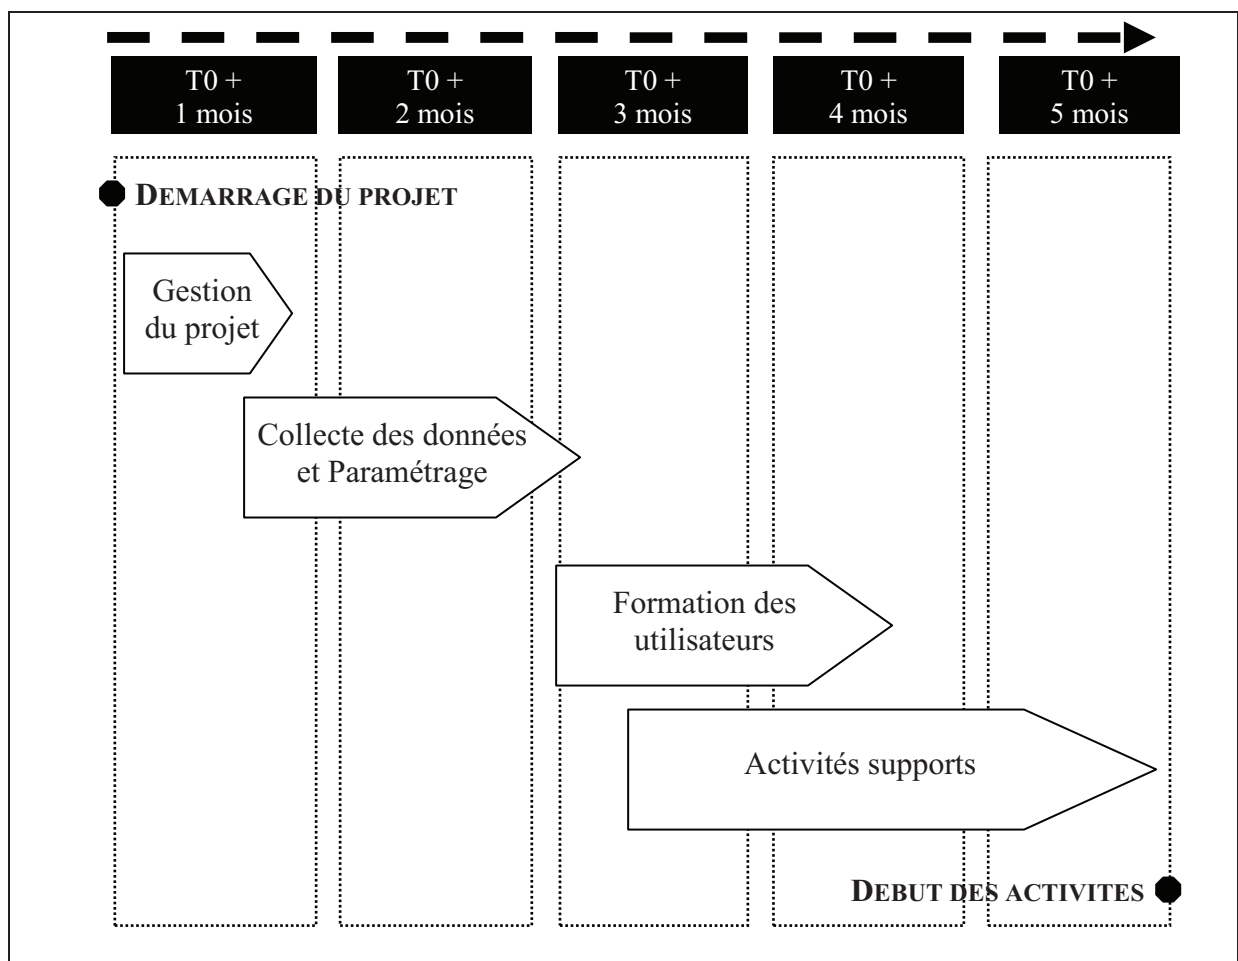 T0 +
1 mois
T0 +
2 mois
T0 +
3 mois
T0 +
4 mois
T0 +
5 mois
DEMARRAGE DU PROJET
Gestion
du projet
Collecte des données
et Paramétrage
Formation des
utilisateurs
Activités supports
DEBUT DES ACTIVITES